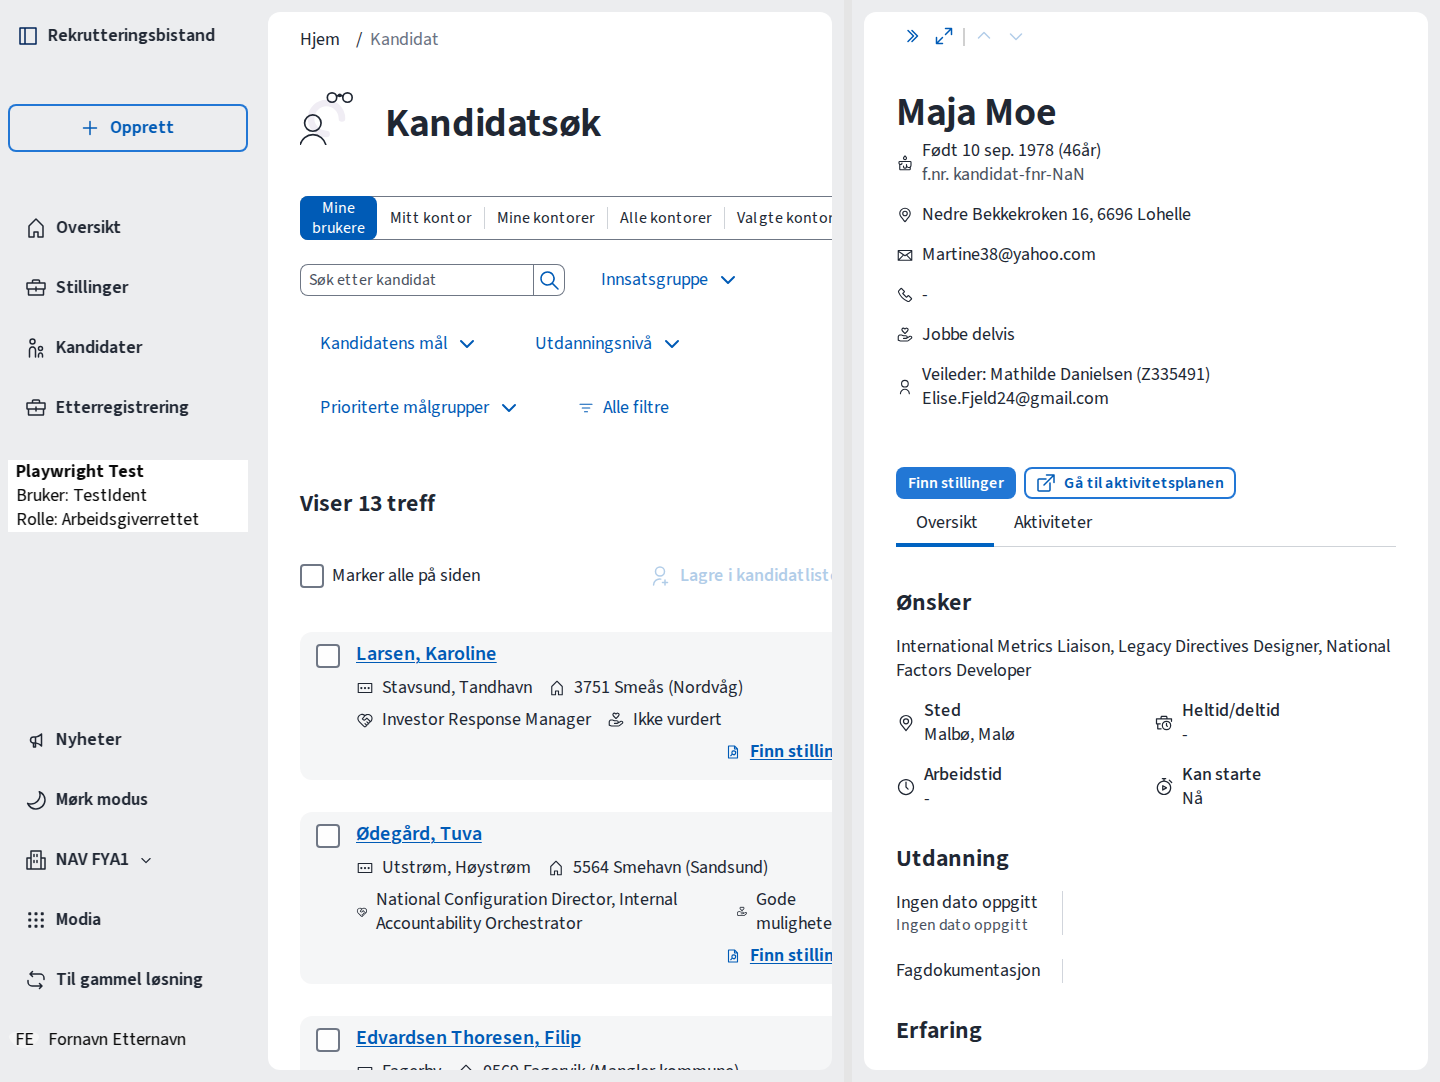 Rekrutteringsbistand
Opprett
Oversikt
Stillinger
Kandidater
Etterregistrering
Playwright Test
Bruker: TestIdent
Rolle: Arbeidsgiverrettet
Nyheter
Mørk modus
NAV FYA1
Modia
Til gammel løsning
FE Fornavn Etternavn
Hjem / Kandidat
Kandidatsøk
Mine brukere
Mitt kontor
Mine kontorer
Alle kontorer
Valgte kontor
Søk etter kandidat
Innsatsgruppe
Kandidatens mål
Utdanningsnivå
Prioriterte målgrupper
Alle filtre
Viser 13 treff
Marker alle på siden
Lagre i kandidatliste
Larsen, Karoline
Stavsund, Tandhavn
3751 Smeås (Nordvåg)
Investor Response Manager
Ikke vurdert
Finn stillin
Ødegård, Tuva
Utstrøm, Høystrøm
5564 Smehavn (Sandsund)
National Configuration Director, Internal
Accountability Orchestrator
Gode
mulighete
Finn stillin
Edvardsen Thoresen, Filip
Fagerby
0569 Fagervik (Mangler kommune)
Maja Moe
Født 10 sep. 1978 (46år)
f.nr. kandidat-fnr-NaN
Nedre Bekkekroken 16, 6696 Lohelle
Martine38@yahoo.com
-
Jobbe delvis
Veileder: Mathilde Danielsen (Z335491)
Elise.Fjeld24@gmail.com
Finn stillinger
Gå til aktivitetsplanen
Oversikt
Aktiviteter
Ønsker
International Metrics Liaison, Legacy Directives Designer, National
Factors Developer
Sted
Malbø, Malø
Heltid/deltid
-
Arbeidstid
-
Kan starte
Nå
Utdanning
Ingen dato oppgitt
Ingen dato oppgitt
Fagdokumentasjon
Erfaring